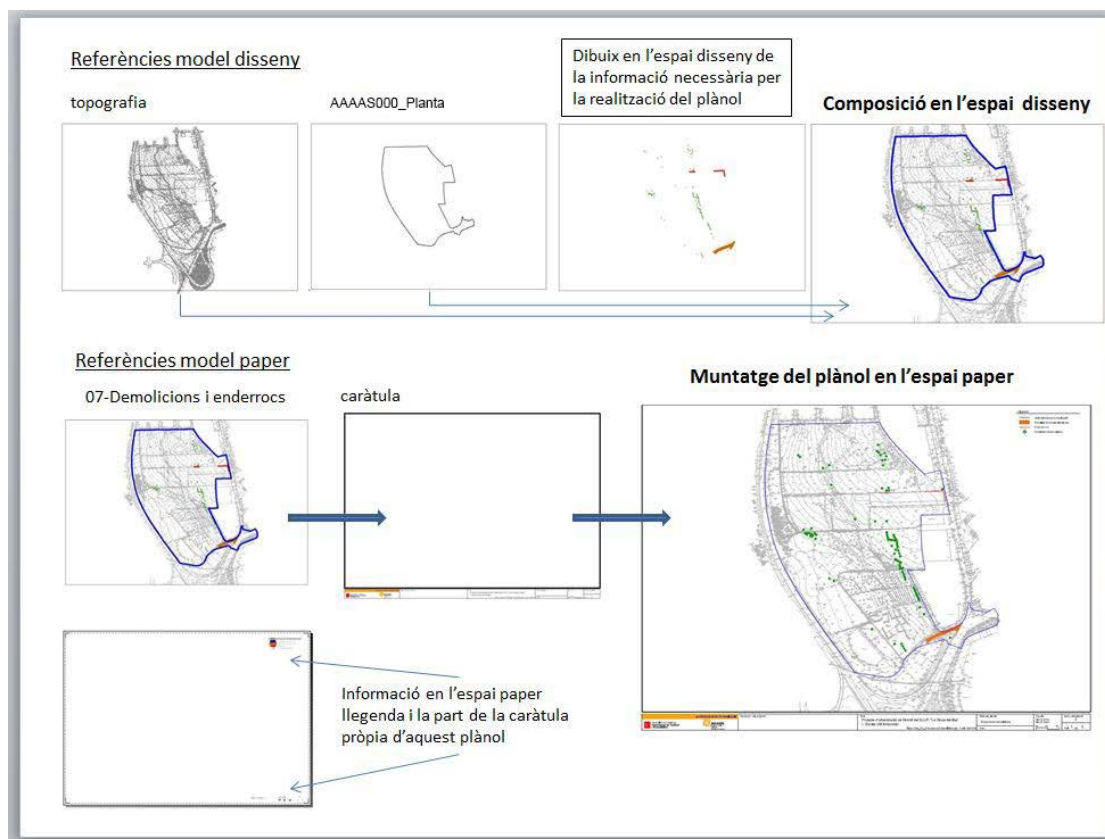 Referències model disseny
topografia
AAAAS000_Planta
Dibuix en l'espai disseny de
la informació necessària per
la realització del plànol
Composició en l'espai disseny
Referències model paper
07-Demolicions i enderrocs
caràtula
Muntatge del plànol en l'espai paper
Informació en l'espai paper
llegenda i la part de la caràtula
pròpia d'aquest plànol